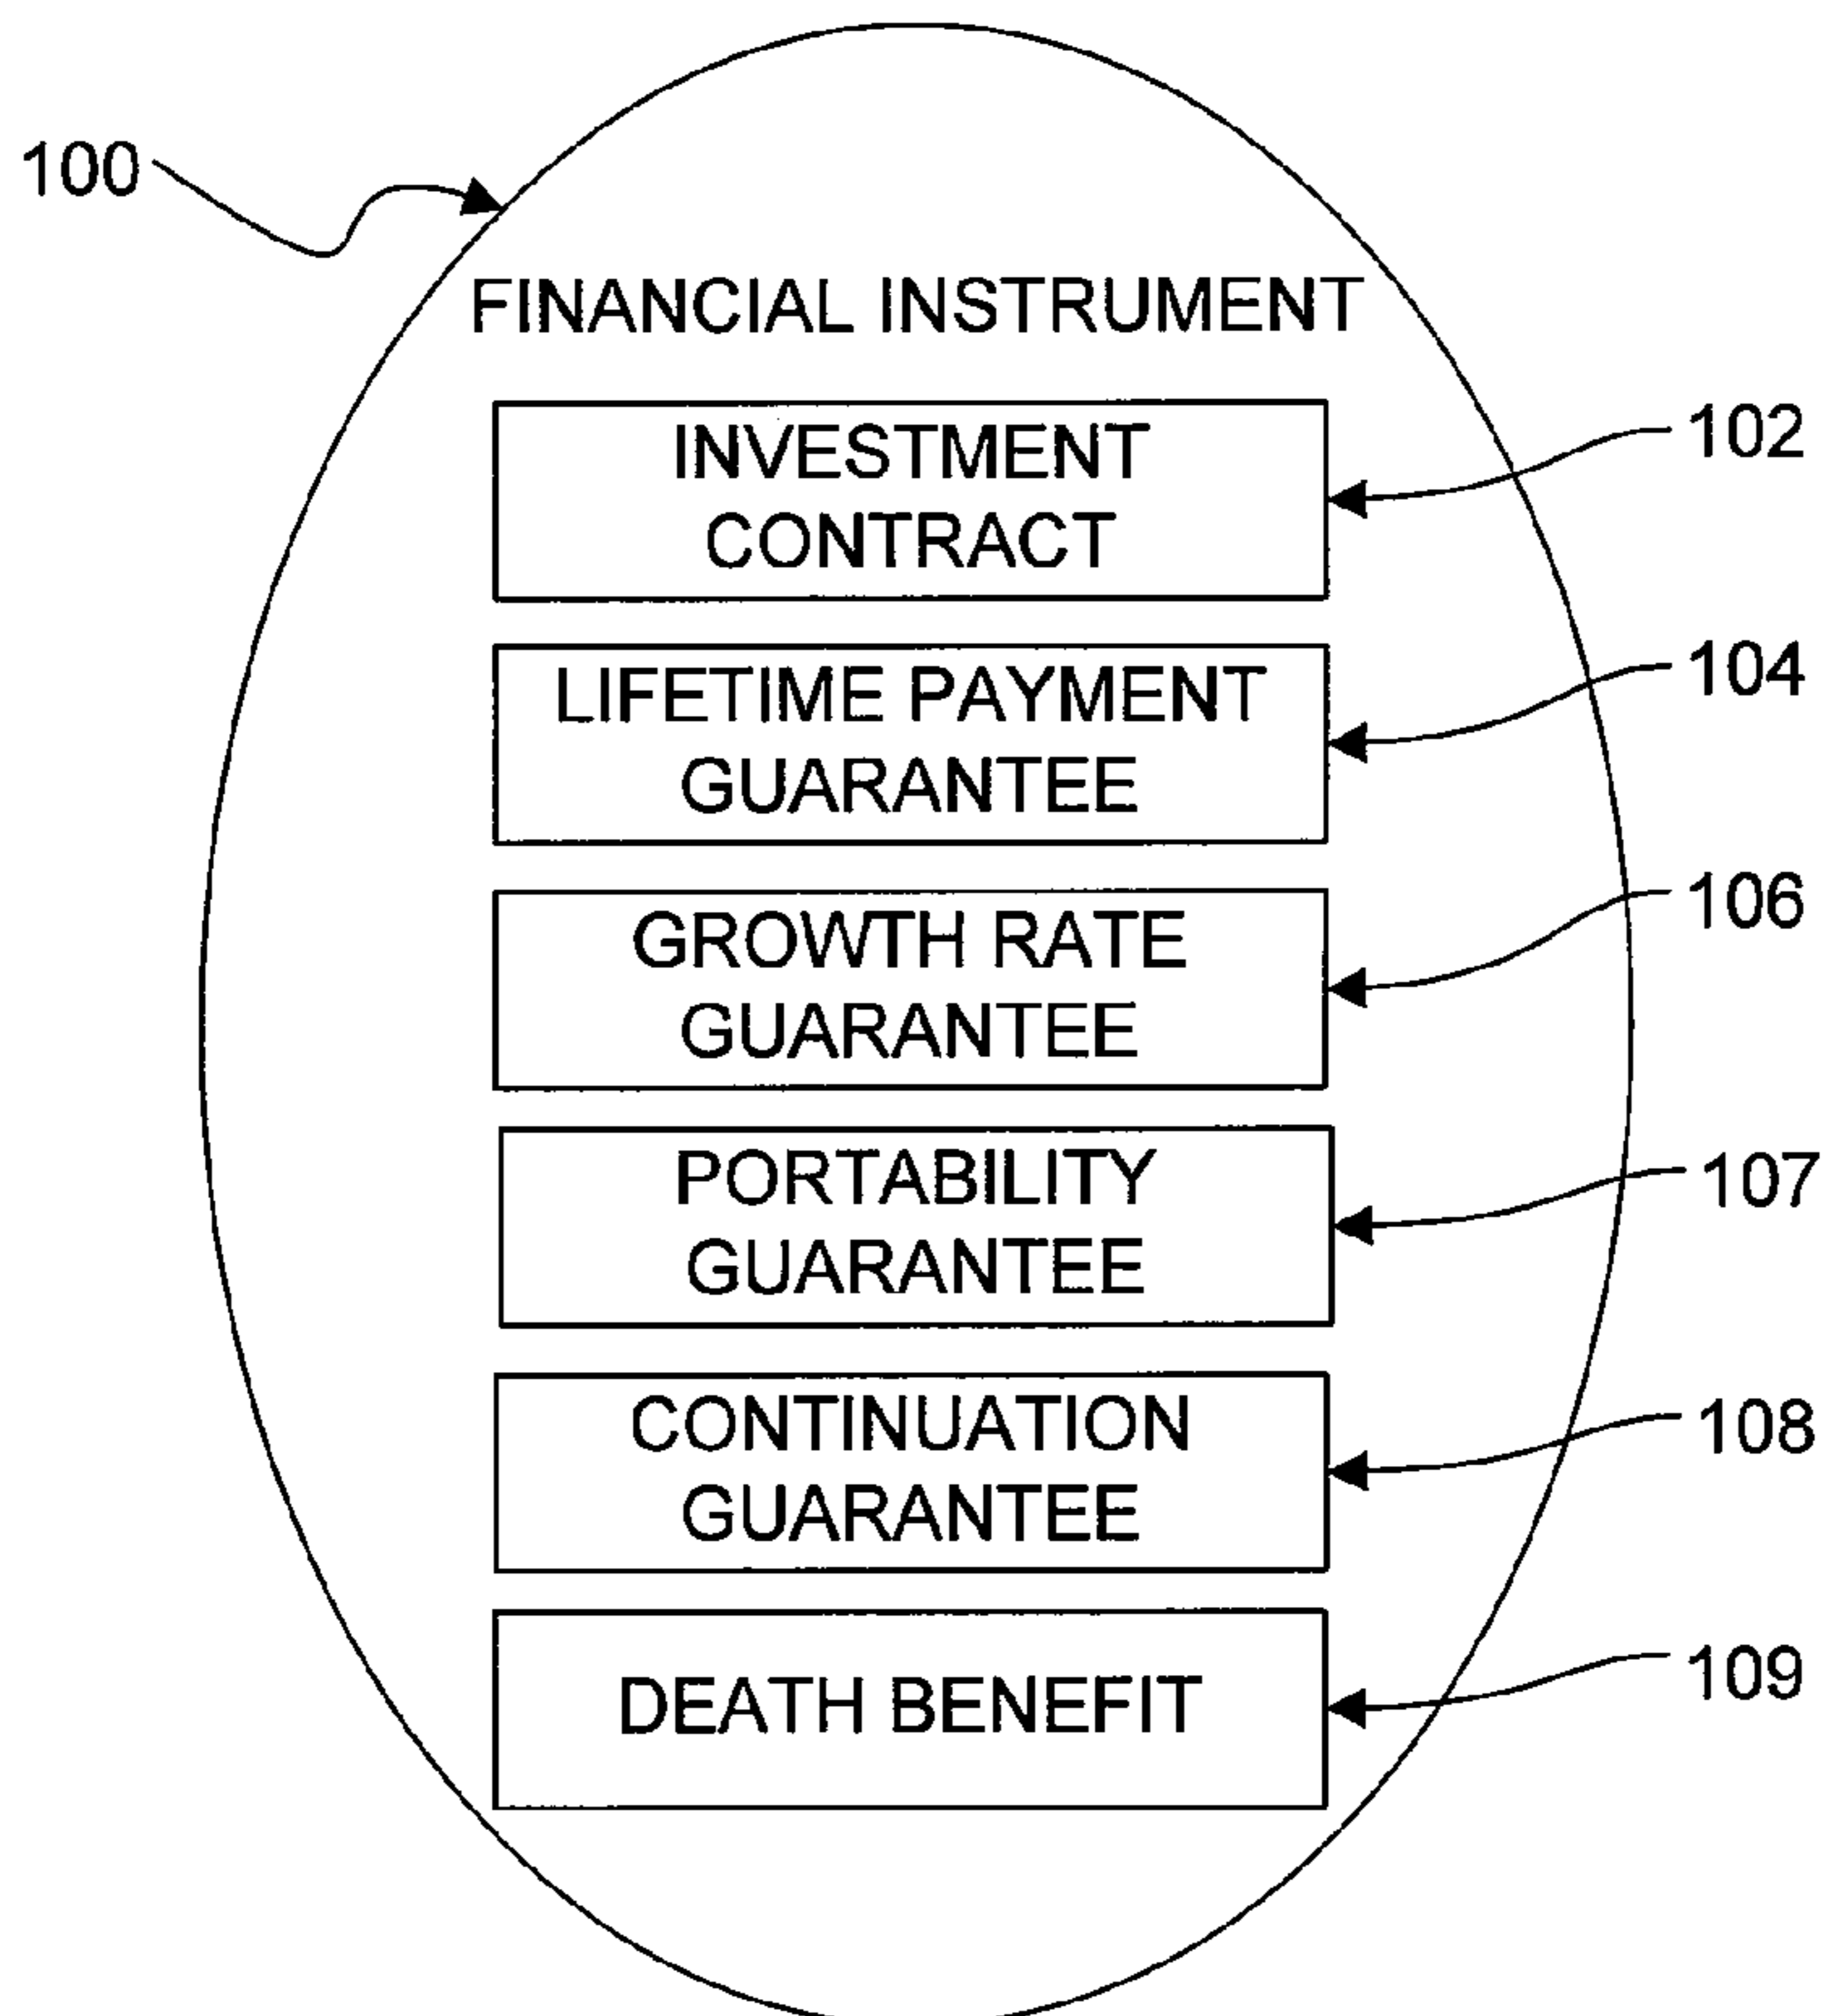 100
FINANCIAL INSTRUMENT
INVESTMENT
CONTRACT
102
LIFETIME PAYMENT
GUARANTEE
104
GROWTH RATE
GUARANTEE
106
PORTABILITY
GUARANTEE
107
CONTINUATION
GUARANTEE
108
DEATH BENEFIT
109